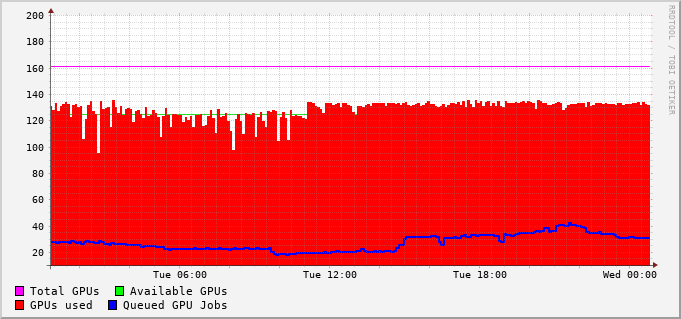 200
180
160
140
120
100
80
60
40
20
Tue 06:00 Tue 12:00 Tue 18:00 Wed 00:00
Total GPUs Available GPUs
GPUs used Queued GPU Jobs
RRDTOOL / TOBI OETIKER